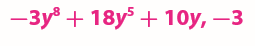 −3y⁸ + 18y⁵ + 10y, −3